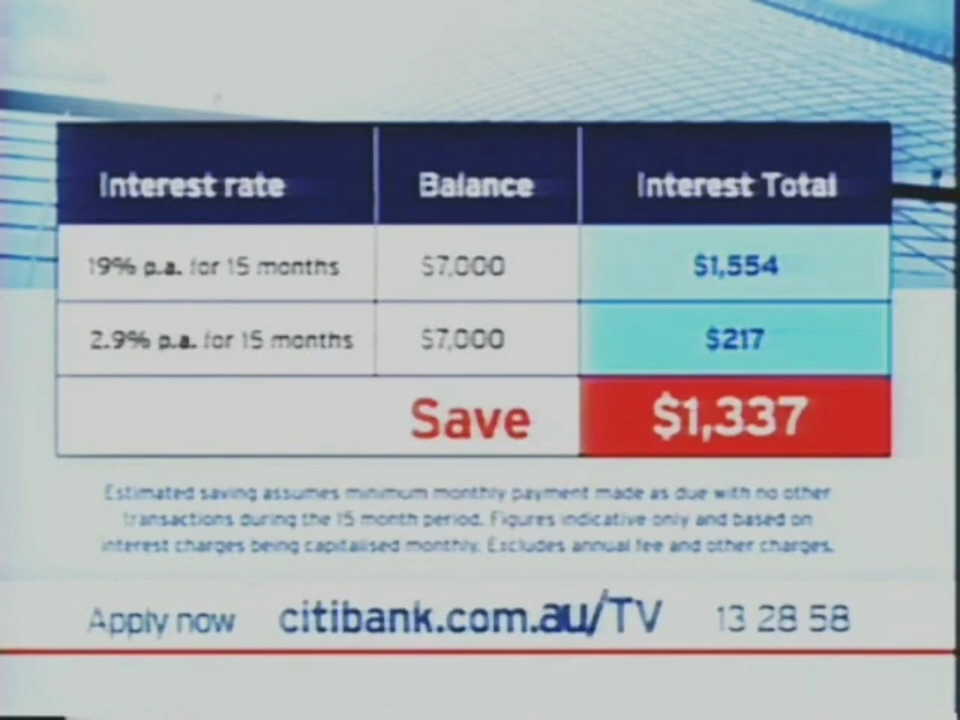 Interest rate Balance Interest Total
19% p.a. for 15 months $7,000 $1,554
2.9% p.a. for 15 months $7,000 $217
Save $1,337
Estimated saving assumes minimum monthly payment made as due with no other
transactions during the 15 month period. Figures indicative only and based on
interest charges being capitalised monthly. Excludes annual fee and other charges.
Apply now citibank.com.au/TV 13 28 58